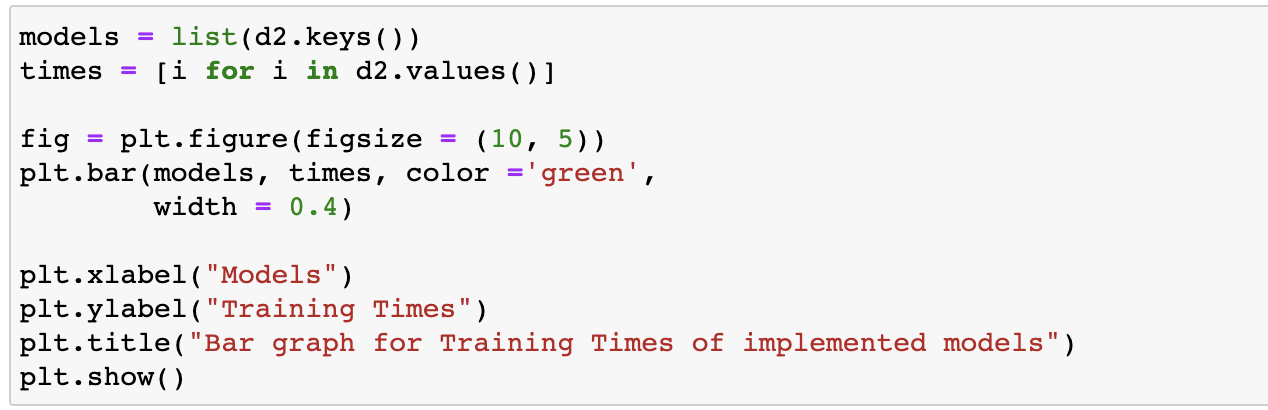 models = list(d2.keys())
times = [i for i in d2.values()]
fig = plt.figure(figsize = (10, 5))
plt.bar(models, times, color ='green',
        width = 0.4)
plt.xlabel("Models")
plt.ylabel("Training Times")
plt.title("Bar graph for Training Times of implemented models")
plt.show()